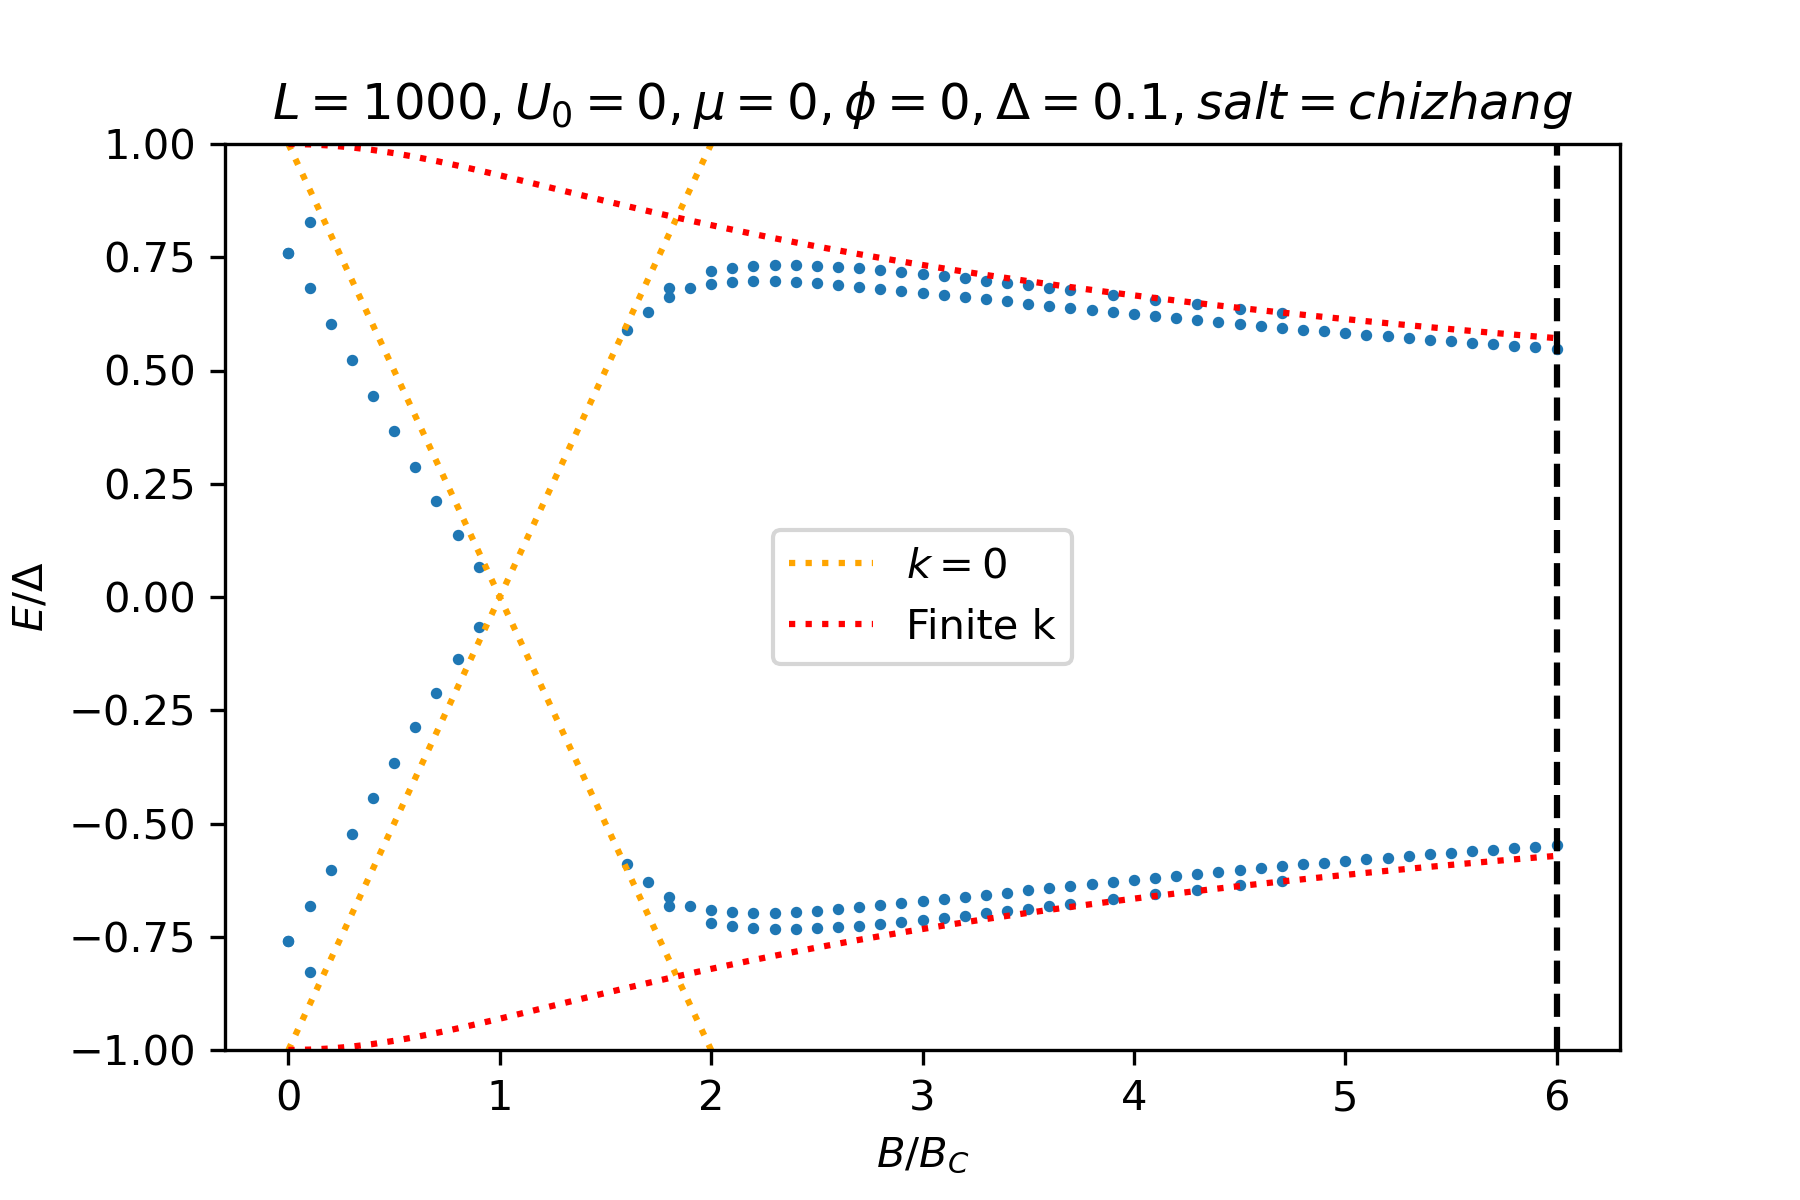 L = 1000, U₀ = 0, μ = 0, ϕ = 0, Δ = 0.1, salt = chizhang
1.00
0.75
0.50
0.25
0.00
−0.25
−0.50
−0.75
−1.00
E/Δ
k = 0
Finite k
0 1 2 3 4 5 6
B/B_C